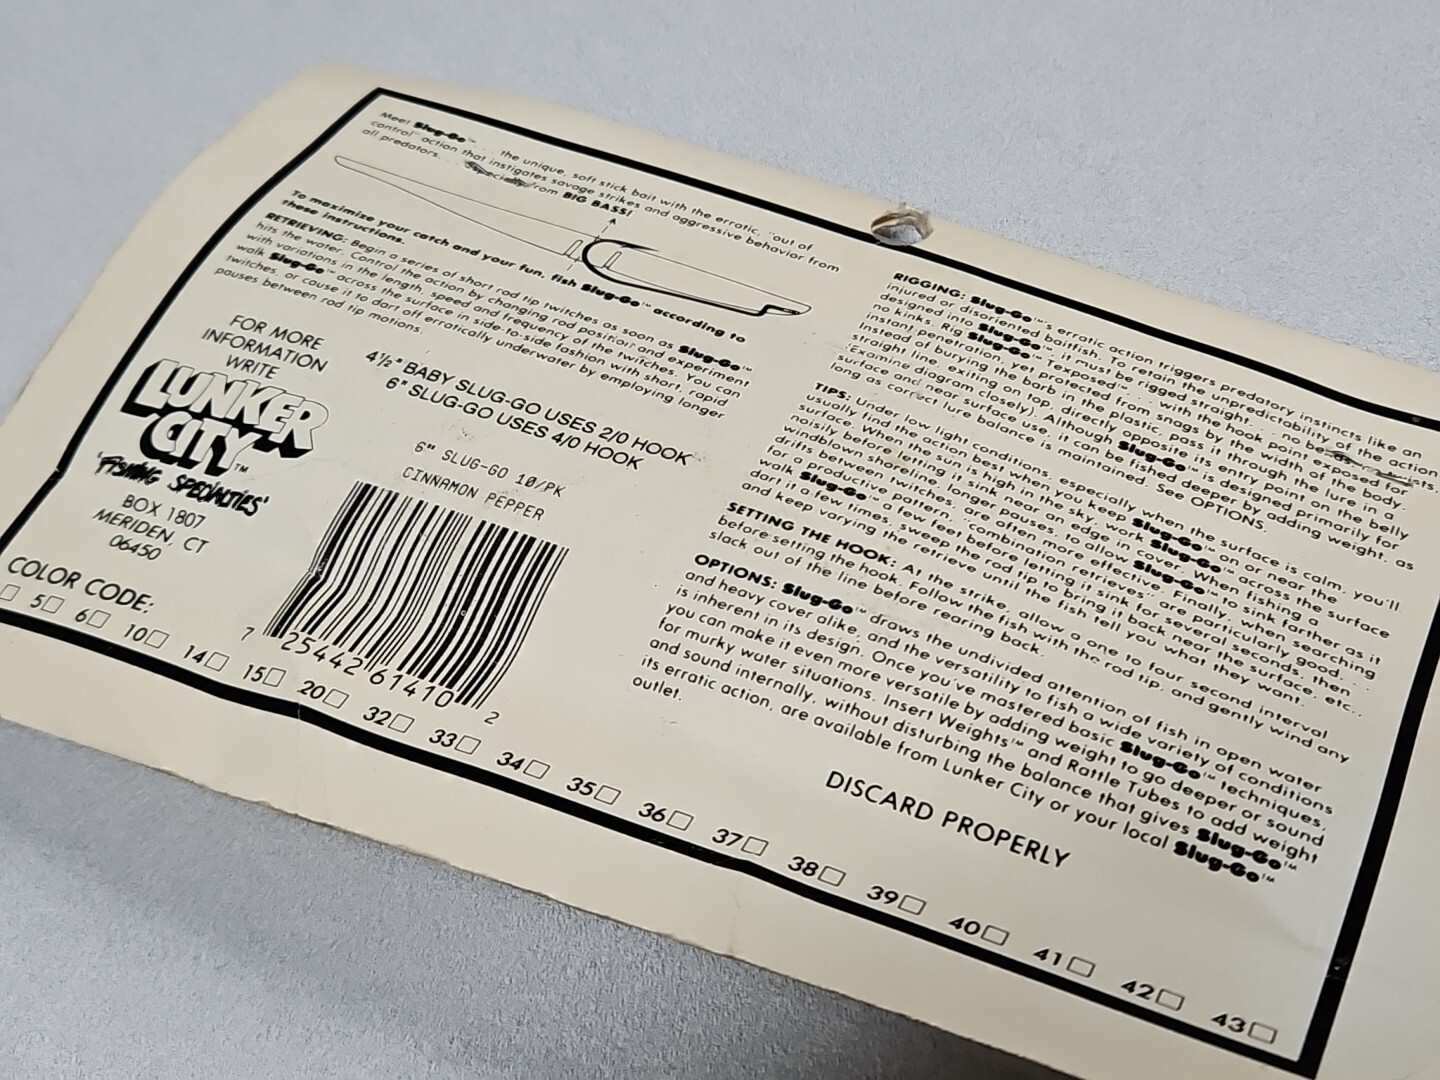 Meet Slug-Go™ . . . the unique, soft stick bait with the erratic, "out of
control" action that instigates savage strikes and aggressive behavior from
all predators. Especially from BIG BASS!
To maximize your catch and your fun, fish Slug-Go™ according to
these instructions.
RETRIEVING: Begin a series of short rod tip twitches as soon as Slug-Go™
hits the water. Control the action by changing rod position and experiment
with variations in the length, speed and frequency of the twitches. You can
walk Slug-Go™ across the surface in side-to-side fashion with short, rapid
twitches, or cause it to dart off erratically underwater by employing longer
pauses between rod tip motions.
4½" BABY SLUG-GO USES 2/0 HOOK
6" SLUG-GO USES 4/0 HOOK
FOR MORE
INFORMATION
WRITE
LUNKER
CITY™
'FISHING SPECIALTIES'
BOX 1807
MERIDEN, CT
06450
6" SLUG-GO 10/PK
CINNAMON PEPPER
7 25442 61410 2
RIGGING: Slug-Go™'s erratic action triggers predatory instincts like an
injured or disoriented baitfish. To retain the unpredictability of the action
designed into Slug-Go™, it must be rigged straight . . . no
no kinks. Rig Slug-Go™ "exposed" . . . with the hook point exposed for
instant penetration, yet protected from snags by the width of the body.
Instead of burying the barb in the plastic, pass it through the lure in a
straight line, exiting on top, directly opposite its entry point on the belly
(Examine diagram closely). Although Slug-Go™ is designed primarily for
surface and near surface use, it can be fished deeper by adding weight, as
long as correct lure balance is maintained. See OPTIONS.
TIPS: Under low light conditions, especially when the surface is calm, you'll
usually find the action best when you keep Slug-Go™ on or near the
surface. When the sun is high in the sky, work Slug-Go™ across the
windblown shoreline, near an edge in cover. When fishing a surface
noisily before letting it sink longer pauses, to allow Slug-Go™ to sink farther as it
drifts between twitches, are often more effective. Finally, when searching
for a productive pattern, "combination retrieves" are particularly good . . .
walk Slug-Go™ a few feet before letting it sink for several seconds, then . . .
dart it a few times, sweep the rod tip to bring it back near the surface, etc.,
and keep varying the retrieve until the fish tell you what they want.
SETTING THE HOOK: At the strike, allow a one to four second interval
before setting the hook. Follow the fish with the rod tip, and gently wind any
slack out of the line before rearing back.
OPTIONS: Slug-Go™ draws the undivided attention of fish in open water
and heavy cover alike, and the versatility to fish a wide variety of conditions
is inherent in its design. Once you've mastered basic Slug-Go™ techniques,
you can make it even more versatile by adding weight to go deeper or sound
for murky water situations. Insert Weights™ and Rattle Tubes to add weight
and sound internally, without disturbing the balance that gives Slug-Go™
its erratic action, are available from Lunker City or your local Slug-Go™
outlet.
DISCARD PROPERLY
COLOR CODE:
5 6 10 14 15 20 32 33 34 35 36 37 38 39 40 41 42 43